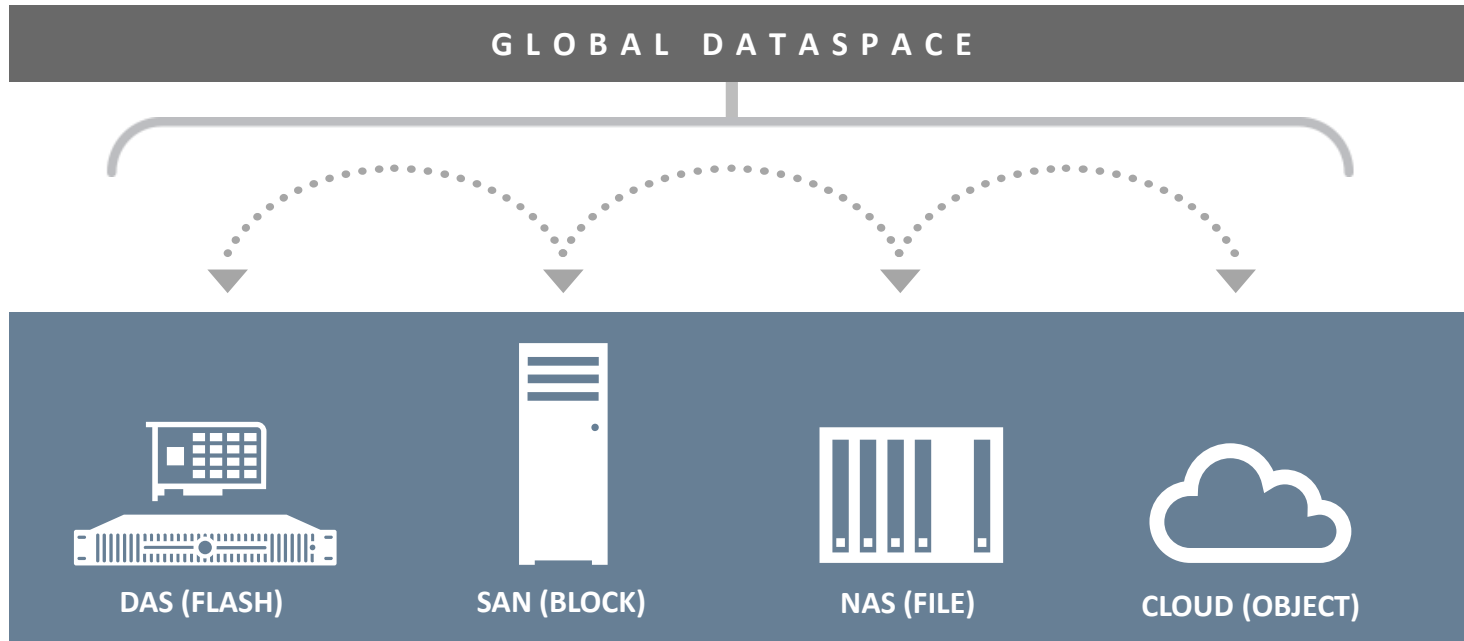 GLOBAL DATASPACE
DAS (FLASH)
SAN (BLOCK)
NAS (FILE)
CLOUD (OBJECT)